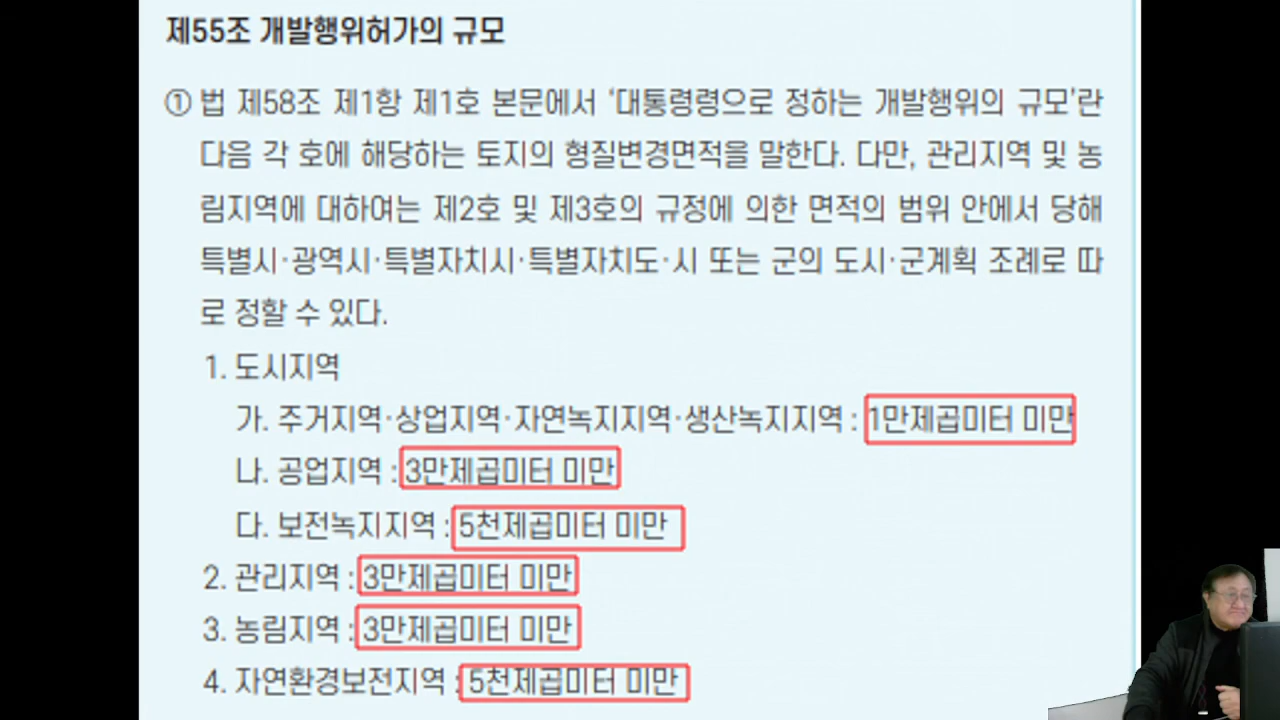 제55조 개발행위허가의 규모
① 법 제58조 제1항 제1호 본문에서 ‘대통령령으로 정하는 개발행위의 규모’란
다음 각 호에 해당하는 토지의 형질변경면적을 말한다. 다만, 관리지역 및 농
림지역에 대하여는 제2호 및 제3호의 규정에 의한 면적의 범위 안에서 당해
특별시·광역시·특별자치시·특별자치도·시 또는 군의 도시·군계획 조례로 따
로 정할 수 있다.
1. 도시지역
가. 주거지역·상업지역·자연녹지지역·생산녹지지역 : 1만제곱미터 미만
나. 공업지역 : 3만제곱미터 미만
다. 보전녹지지역 : 5천제곱미터 미만
2. 관리지역 : 3만제곱미터 미만
3. 농림지역 : 3만제곱미터 미만
4. 자연환경보전지역 : 5천제곱미터 미만